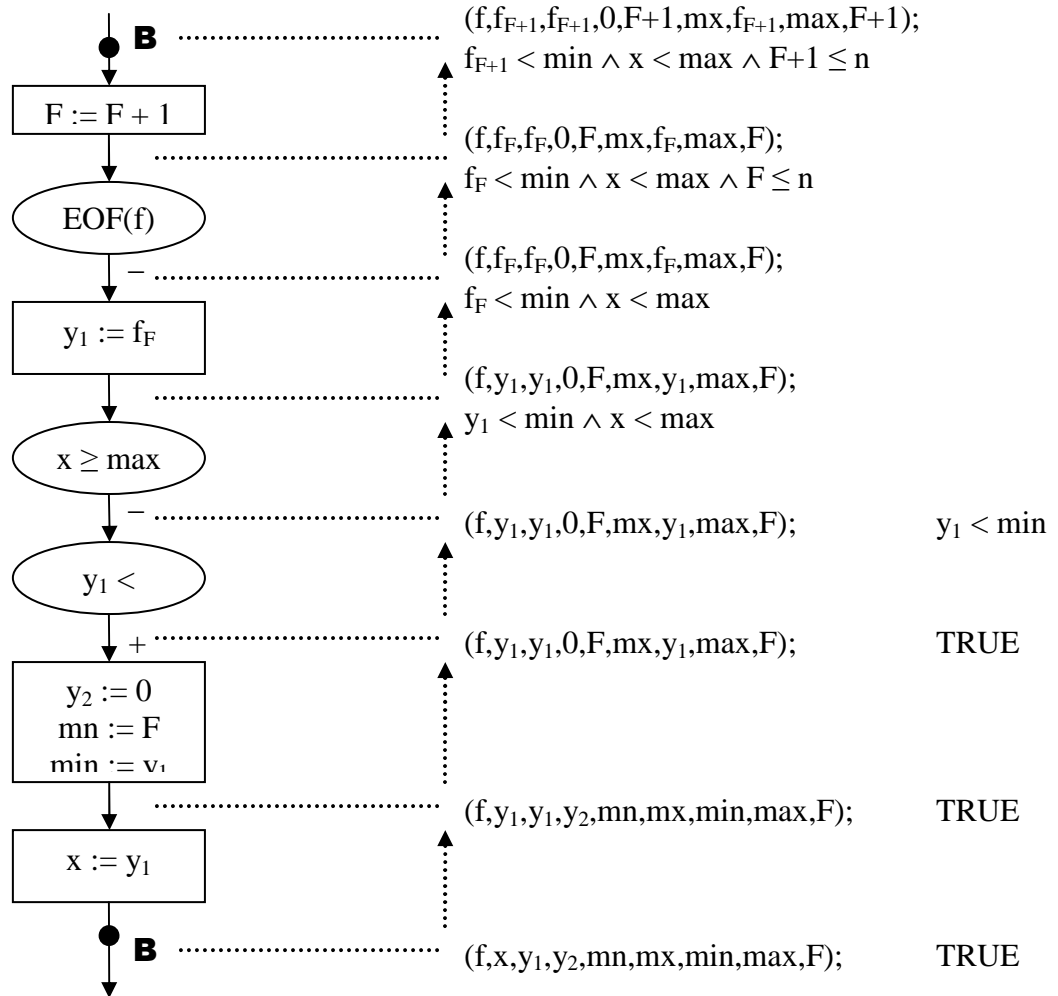 B (f,f_{F+1},f_{F+1},0,F+1,mx,f_{F+1},max,F+1);
f_{F+1} < min ∧ x < max ∧ F+1 ≤ n
F := F + 1
(f,f_F,f_F,0,F,mx,f_F,max,F);
f_F < min ∧ x < max ∧ F ≤ n
EOF(f)
– (f,f_F,f_F,0,F,mx,f_F,max,F);
f_F < min ∧ x < max
y₁ := f_F
(f,y₁,y₁,0,F,mx,y₁,max,F);
y₁ < min ∧ x < max
x ≥ max
– (f,y₁,y₁,0,F,mx,y₁,max,F); y₁ < min
y₁ <
+ (f,y₁,y₁,0,F,mx,y₁,max,F); TRUE
y₂ := 0
mn := F
min := y₁
(f,y₁,y₁,y₂,mn,mx,min,max,F); TRUE
x := y₁
B (f,x,y₁,y₂,mn,mx,min,max,F); TRUE